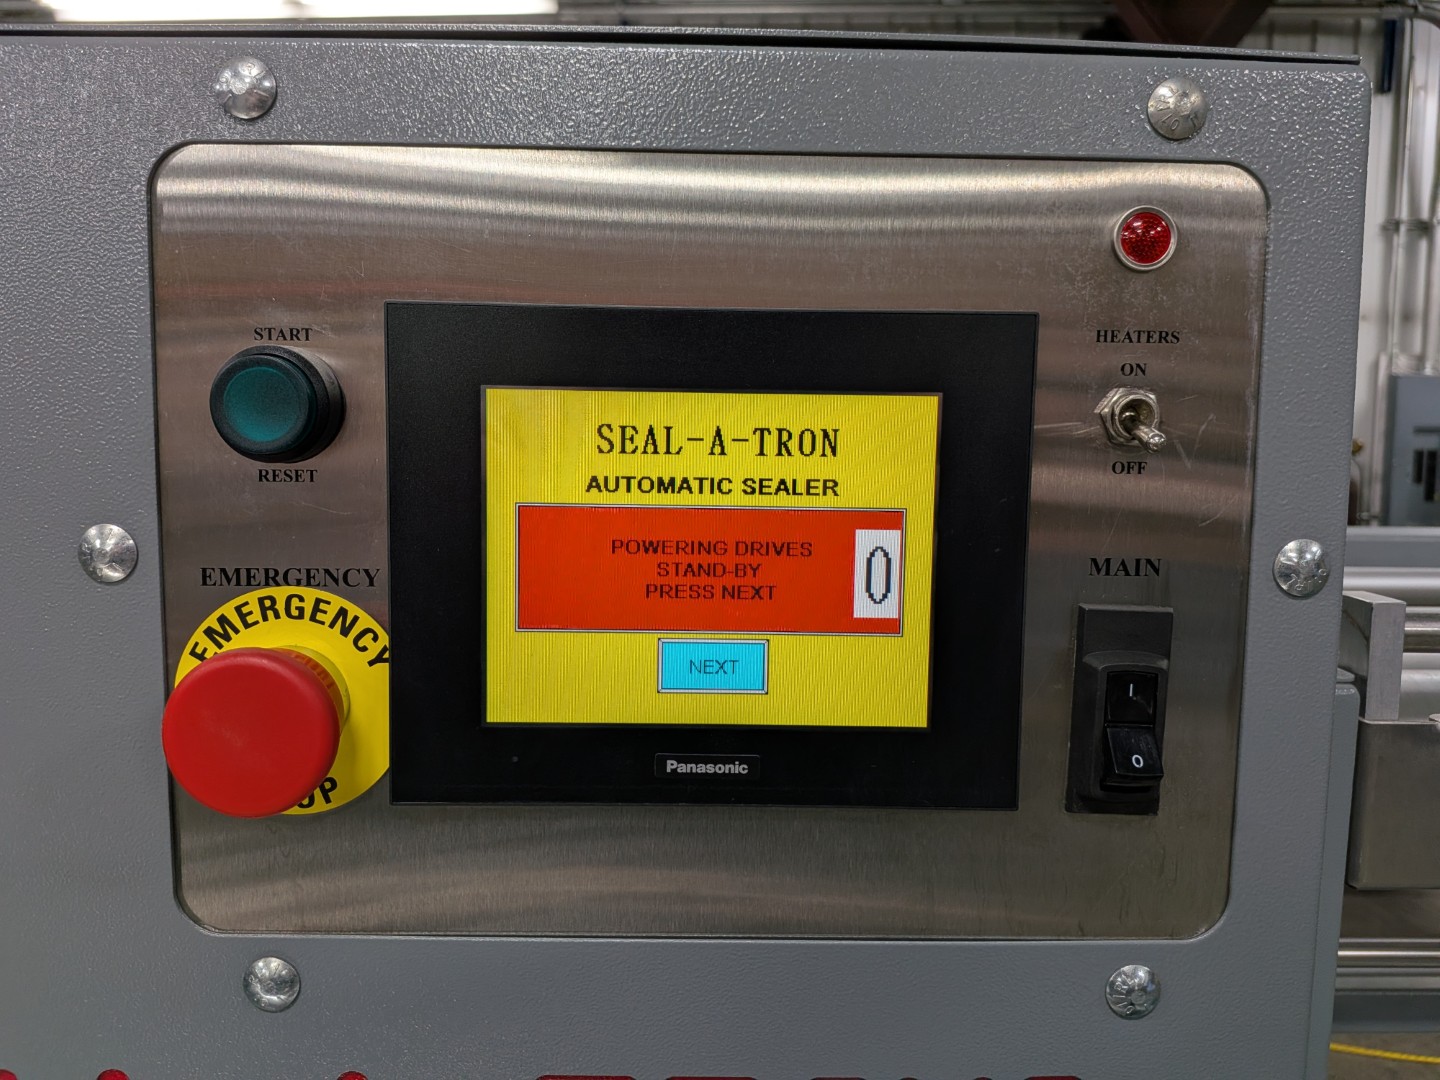 START
RESET
EMERGENCY
EMERGENCY
SEAL-A-TRON
AUTOMATIC SEALER
POWERING DRIVES
STAND-BY
PRESS NEXT
0
NEXT
Panasonic
HEATERS
ON
OFF
MAIN
I
O